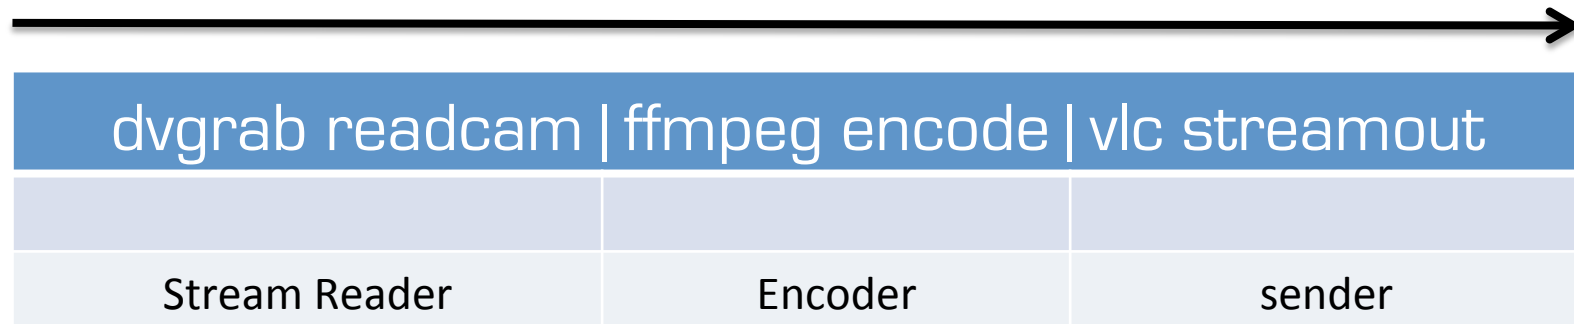 dvgrab readcam | ffmpeg encode | vlc streamout
Stream Reader Encoder sender